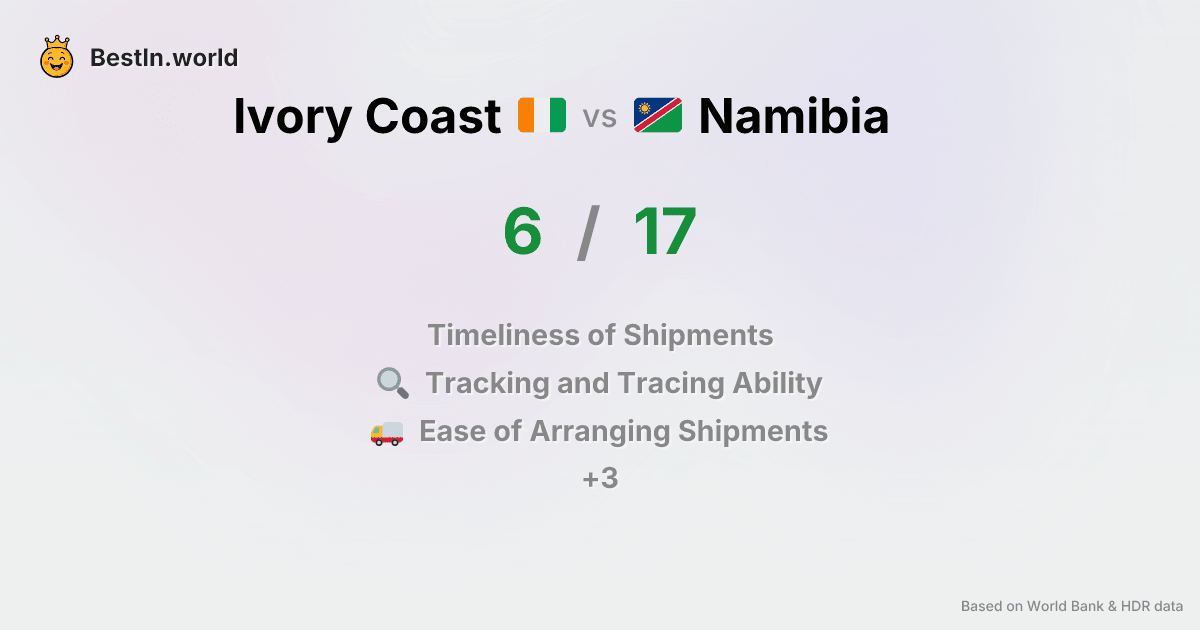 BestIn.world
Ivory Coast vs Namibia
6 / 17
Timeliness of Shipments
Tracking and Tracing Ability
Ease of Arranging Shipments
+3
Based on World Bank & HDR data